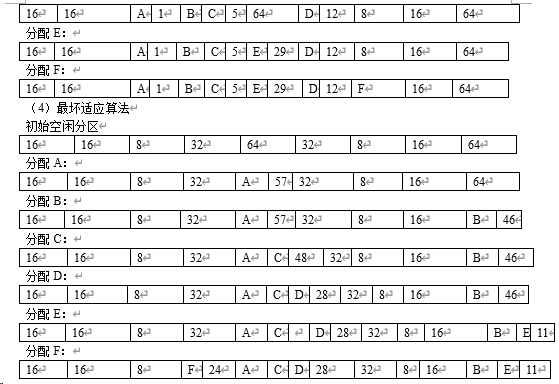 16 16 A 1 B C 5 64 D 12 8 16 64
分配 E：
16 16 A 1 B C 5 E 29 D 12 8 16 64
分配 F：
16 16 A 1 B C 5 E 29 D 12 F 16 64
（4）最坏适应算法
初始空闲分区
16 16 8 32 64 32 8 16 64
分配 A：
16 16 8 32 A 57 32 8 16 64
分配 B：
16 16 8 32 A 57 32 8 16 B 46
分配 C：
16 16 8 32 A C 48 32 8 16 B 46
分配 D：
16 16 8 32 A C D 28 32 8 16 B 46
分配 E：
16 16 8 32 A C D 28 32 8 16 B E 11
分配 F：
16 16 8 F 24 A C D 28 32 8 16 B E 11